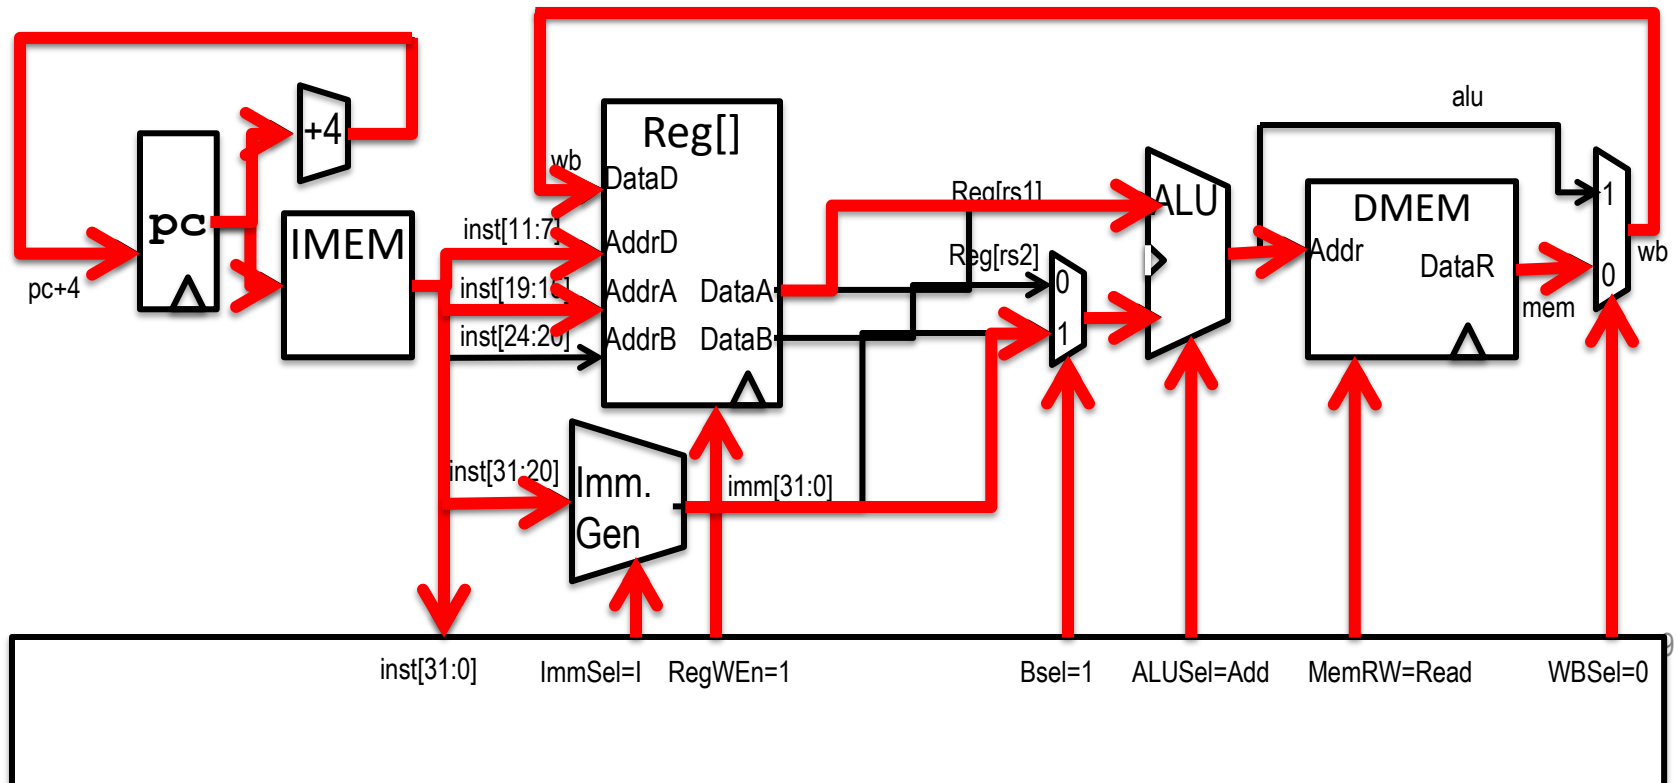 alu
+4
Reg[]
wb
DataD
pc
IMEM
inst[11:7]
AddrD
inst[19:15]
AddrA
DataA
inst[24:20]
AddrB
DataB
Reg[rs1]
Reg[rs2]
0
1
ALU
DMEM
Addr
DataR
1
0
wb
mem
pc+4
inst[31:20]
Imm.
Gen
imm[31:0]
9
inst[31:0]
ImmSel=I
RegWEn=1
Bsel=1
ALUSel=Add
MemRW=Read
WBSel=0